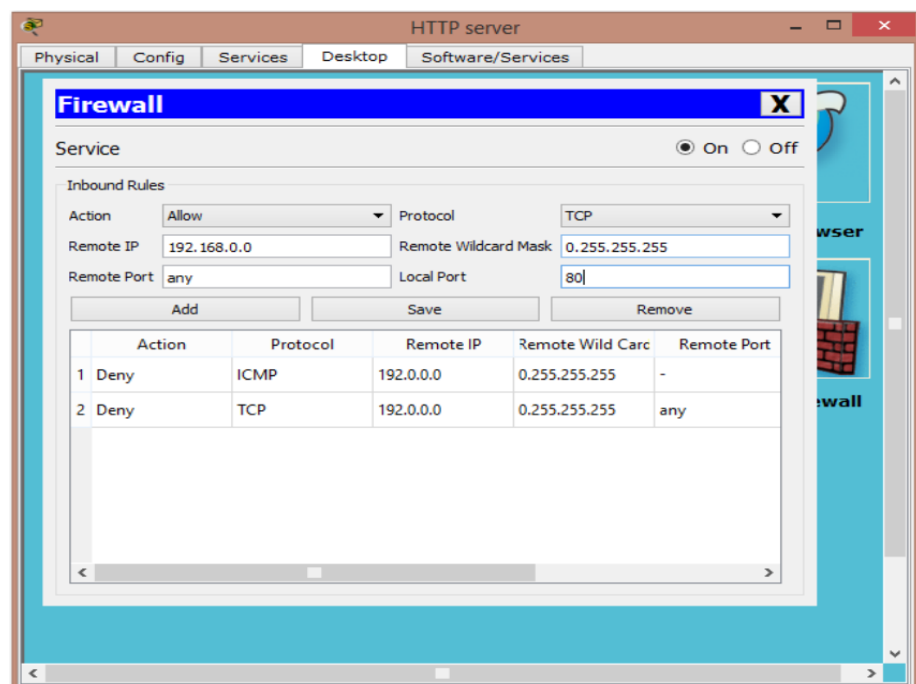 HTTP server
Physical Config Services Desktop Software/Services
Firewall X
Service On Off
Inbound Rules
Action Allow Protocol TCP
Remote IP 192.168.0.0 Remote Wildcard Mask 0.255.255.255
Remote Port any Local Port 80
Add Save Remove
Action Protocol Remote IP Remote Wild Card Remote Port
1 Deny ICMP 192.0.0.0 0.255.255.255 -
2 Deny TCP 192.0.0.0 0.255.255.255 any
wser
ewall